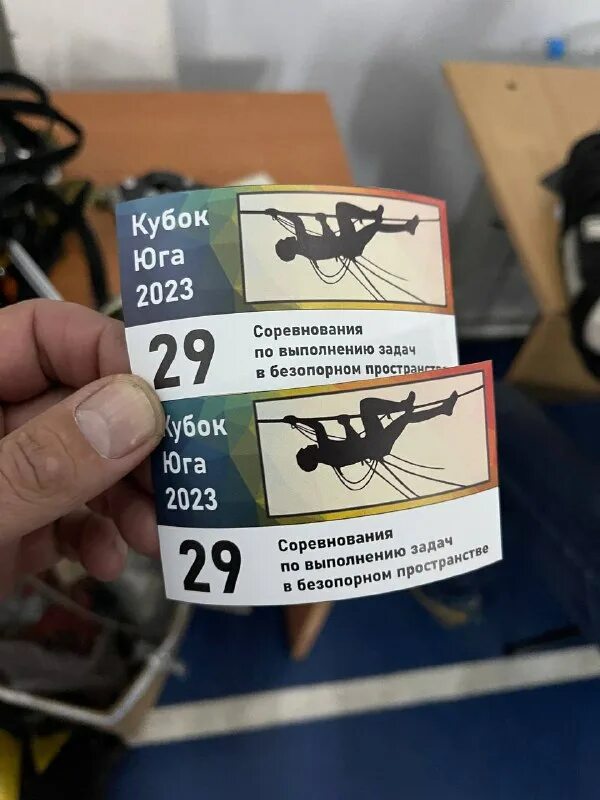 Кубок
Юга
2023
29
Соревнования
по выполнению задач
в безопорном пространстве
Кубок
Юга
2023
29
Соревнования
по выполнению задач
в безопорном пространстве